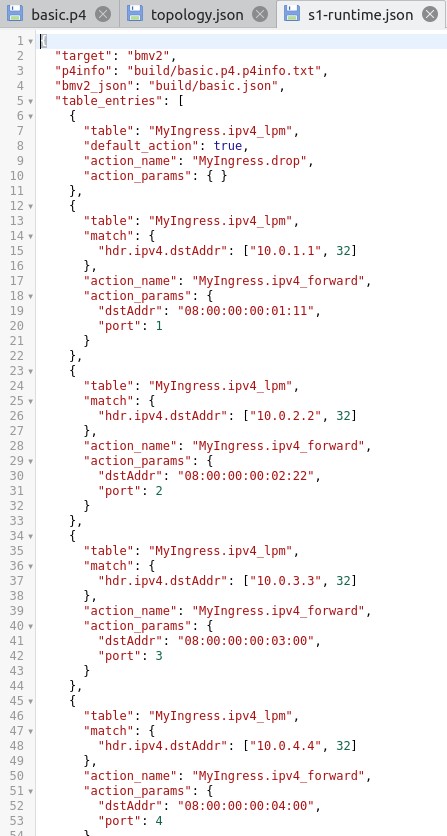 basic.p4 topology.json s1-runtime.json
1 {
2 "target": "bmv2",
3 "p4info": "build/basic.p4.p4info.txt",
4 "bmv2_json": "build/basic.json",
5 "table_entries": [
6 {
7 "table": "MyIngress.ipv4_lpm",
8 "default_action": true,
9 "action_name": "MyIngress.drop",
10 "action_params": { }
11 },
12 {
13 "table": "MyIngress.ipv4_lpm",
14 "match": {
15 "hdr.ipv4.dstAddr": ["10.0.1.1", 32]
16 },
17 "action_name": "MyIngress.ipv4_forward",
18 "action_params": {
19 "dstAddr": "08:00:00:00:01:11",
20 "port": 1
21 }
22 },
23 {
24 "table": "MyIngress.ipv4_lpm",
25 "match": {
26 "hdr.ipv4.dstAddr": ["10.0.2.2", 32]
27 },
28 "action_name": "MyIngress.ipv4_forward",
29 "action_params": {
30 "dstAddr": "08:00:00:00:02:22",
31 "port": 2
32 }
33 },
34 {
35 "table": "MyIngress.ipv4_lpm",
36 "match": {
37 "hdr.ipv4.dstAddr": ["10.0.3.3", 32]
38 },
39 "action_name": "MyIngress.ipv4_forward",
40 "action_params": {
41 "dstAddr": "08:00:00:00:03:00",
42 "port": 3
43 }
44 },
45 {
46 "table": "MyIngress.ipv4_lpm",
47 "match": {
48 "hdr.ipv4.dstAddr": ["10.0.4.4", 32]
49 },
50 "action_name": "MyIngress.ipv4_forward",
51 "action_params": {
52 "dstAddr": "08:00:00:00:04:00",
53 "port": 4
54 }